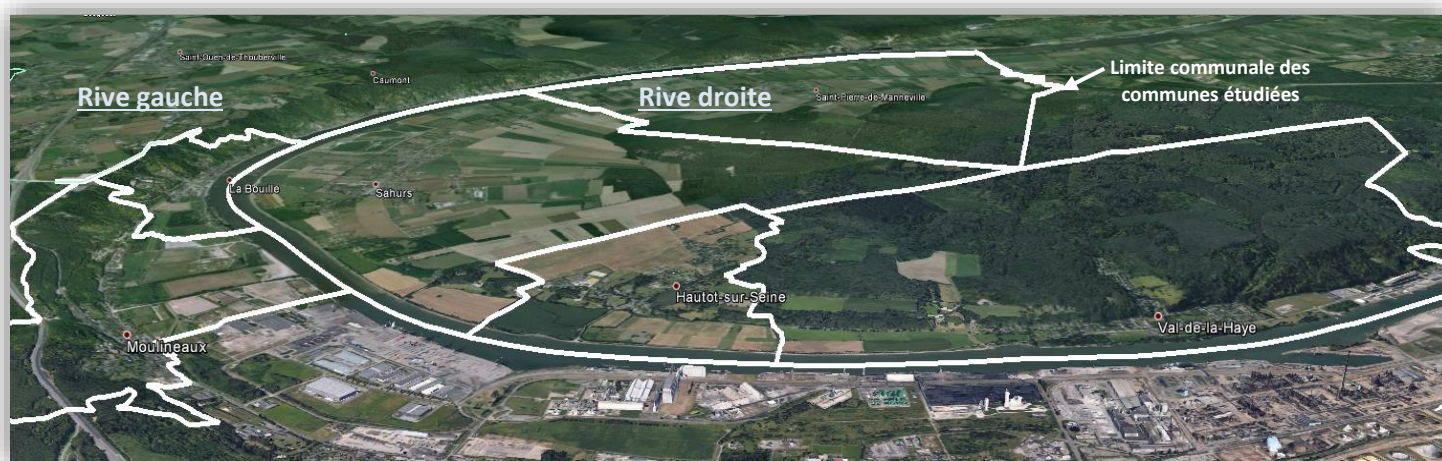 Saint-Ouen-de-Thouberville
Caumont
Rive gauche
Rive droite
Saint-Pierre-de-Manneville
Limite communale des
communes étudiées
La Bouille
Sahurs
Hautot-sur-Seine
Val-de-la-Haye
Moulineaux